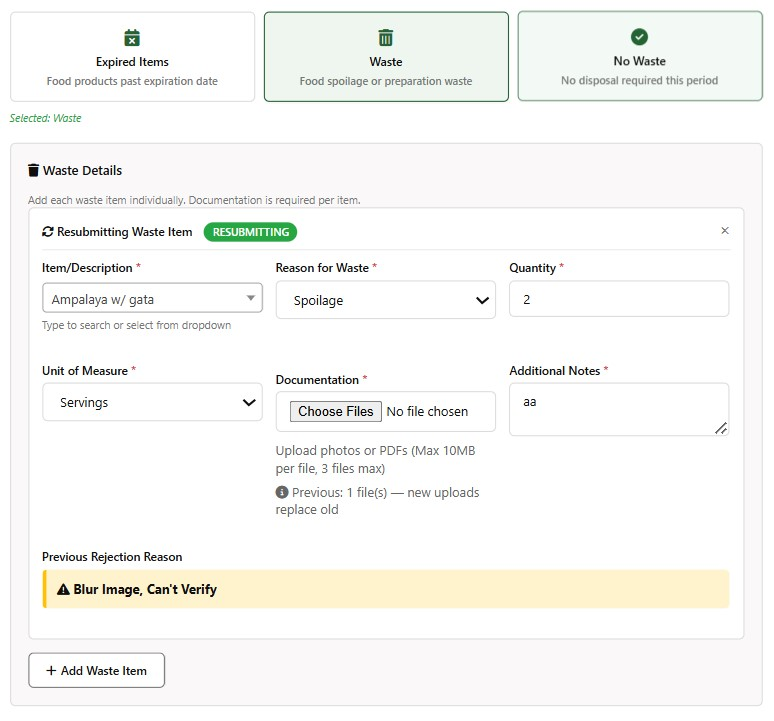 Expired Items
Food products past expiration date
Waste
Food spoilage or preparation waste
No Waste
No disposal required this period
Selected: Waste
Waste Details
Add each waste item individually. Documentation is required per item.
Resubmitting Waste Item RESUBMITTING ×
Item/Description *
Ampalaya w/ gata
Type to search or select from dropdown
Reason for Waste *
Spoilage
Quantity *
2
Unit of Measure *
Servings
Documentation *
Choose Files No file chosen
Upload photos or PDFs (Max 10MB
per file, 3 files max)
Previous: 1 file(s) — new uploads
replace old
Additional Notes *
aa
Previous Rejection Reason
Blur Image, Can't Verify
+ Add Waste Item